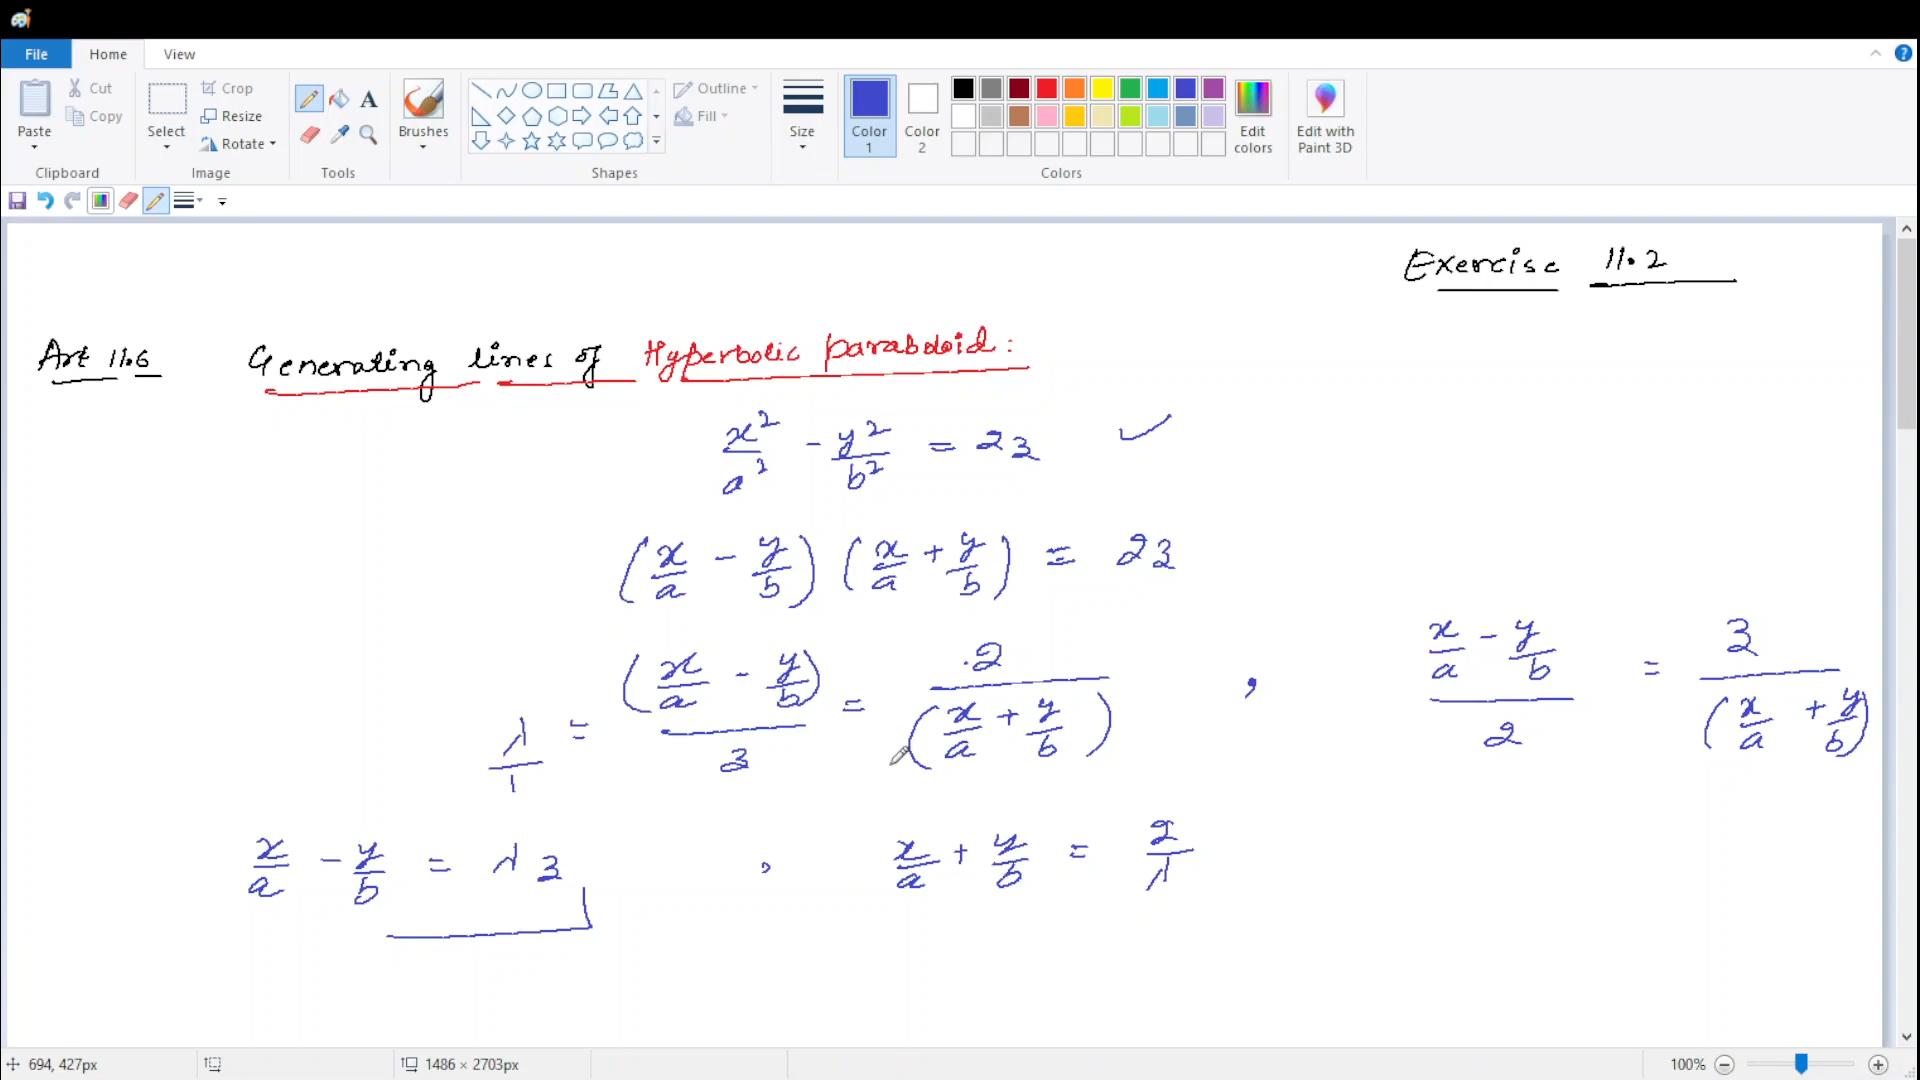 File Home View
Paste Cut Copy Select Crop Resize Rotate Brushes Outline Fill Size Color 1 Color 2 Edit colors Edit with Paint 3D
Clipboard Image Tools Shapes Colors
Exercise 11.2
Art 11.6 Generating lines of Hyperbolic paraboloid:
x²/a² - y²/b² = 2z ✓
(x/a - y/b) (x/a + y/b) = 2z
λ/1 = (x/a - y/b)/z = 2/(x/a + y/b) , (x/a - y/b)/2 = z/(x/a + y/b)
x/a - y/b = λz , x/a + y/b = 2/λ
694, 427px 1486 × 2703px 100%